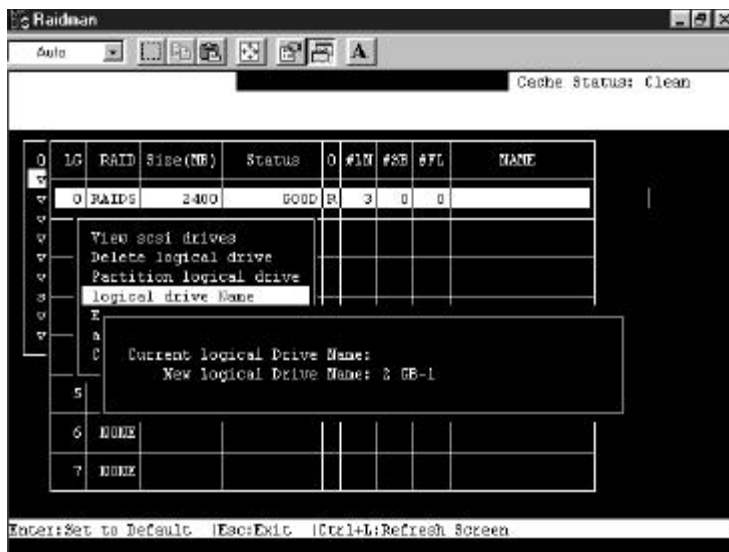 Raidman
Auto
A
Cache Status: Clean
Q LG RAID Size(MB) Status O #LN #SB #FL NAME
0 RAID5 2400 GOOD R 3 0 0
View scsi drives
Delete logical drive
Partition logical drive
logical drive Name
Current logical Drive Name:
New logical Drive Name: 2 GB-1
5
6 NONE
7 NONE
Enter:Set to Default |Esc:Exit |Ctrl+L:Refresh Screen